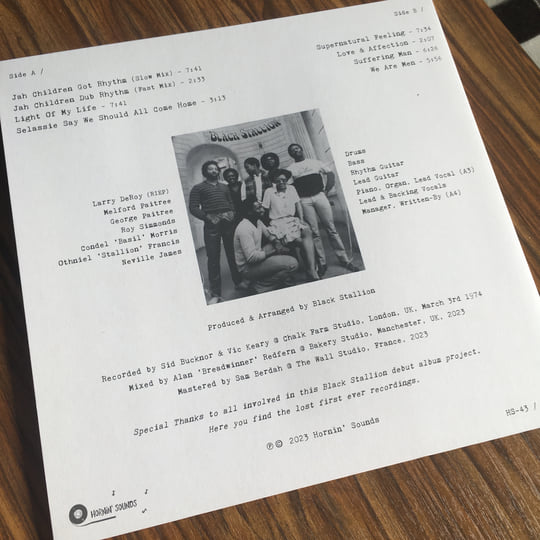 Side A /
Jah Children Got Rhythm (Slow Mix) - 7:41
Jah Children Dub Rhythm (Fast Mix) - 2:33
Light Of My Life - 7:41
Selassie Say We Should All Come Home - 3:13
Side B /
Supernatural Feeling - 7:34
Love & Affection - 2:07
Suffering Man - 6:26
We Are Men - 5:56
BLACK STALLION
Larry DeRoy (RIEP)
Melford Paitree
George Paitree
Roy Simmonds
Condel 'Basil' Morris
Othniel 'Stallion' Francis
Neville James
Drums
Bass
Rhythm Guitar
Lead Guitar
Piano, Organ, Lead Vocal (A3)
Lead & Backing Vocals
Manager, Written-By (A4)
Produced & Arranged by Black Stallion
Recorded by Sid Bucknor & Vic Keary @ Chalk Farm Studio, London, UK, March 3rd 1974
Mixed by Alan 'Breadwinner' Redfern @ Bakery Studio, Manchester, UK, 2023
Mastered by Sam Berdah @ The Wall Studio, France, 2023
Special Thanks to all involved in this Black Stallion debut album project.
Here you find the lost first ever recordings.
℗© 2023 Hornin' Sounds
HS-43 /
HORNIN' SOUNDS